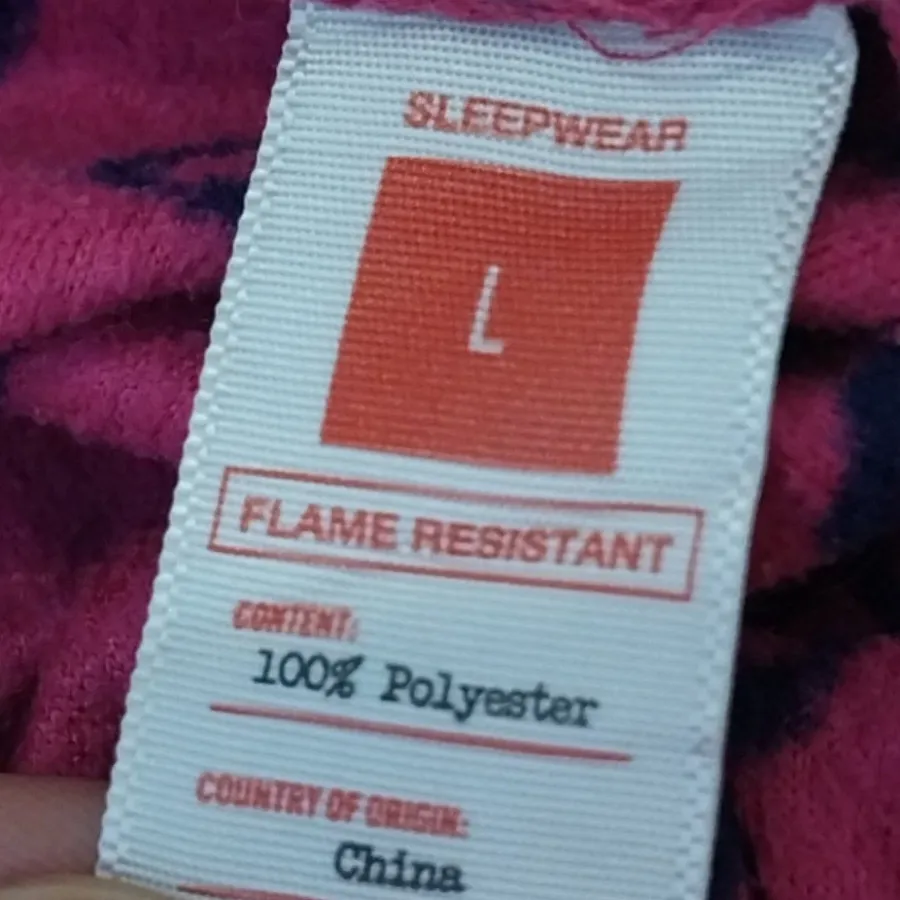 SLEEPWEAR
L
FLAME RESISTANT
CONTENT:
100% Polyester
COUNTRY OF ORIGIN:
China